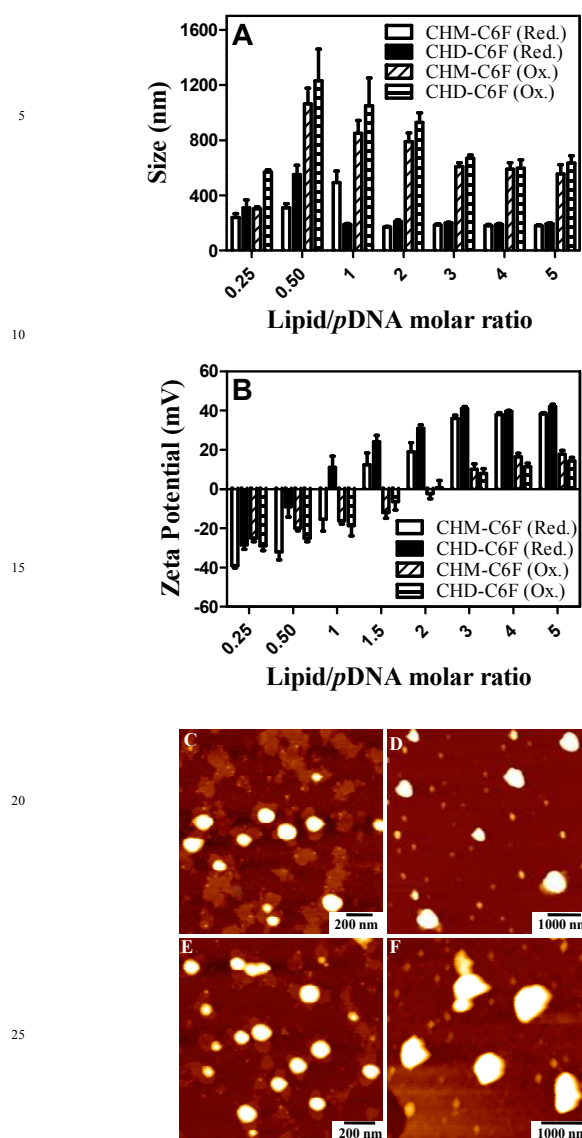 A
CHM-C6F (Red.)
CHD-C6F (Red.)
CHM-C6F (Ox.)
CHD-C6F (Ox.)
Size (nm)
1600
1200
800
400
0
0.25 0.50 1 2 3 4 5
Lipid/pDNA molar ratio
B
Zeta Potential (mV)
60
40
20
0
-20
-40
-60
CHM-C6F (Red.)
CHD-C6F (Red.)
CHM-C6F (Ox.)
CHD-C6F (Ox.)
0.25 0.50 1 1.5 2 3 4 5
Lipid/pDNA molar ratio
C
200 nm
D
1000 nm
E
200 nm
F
1000 nm
5
10
15
20
25